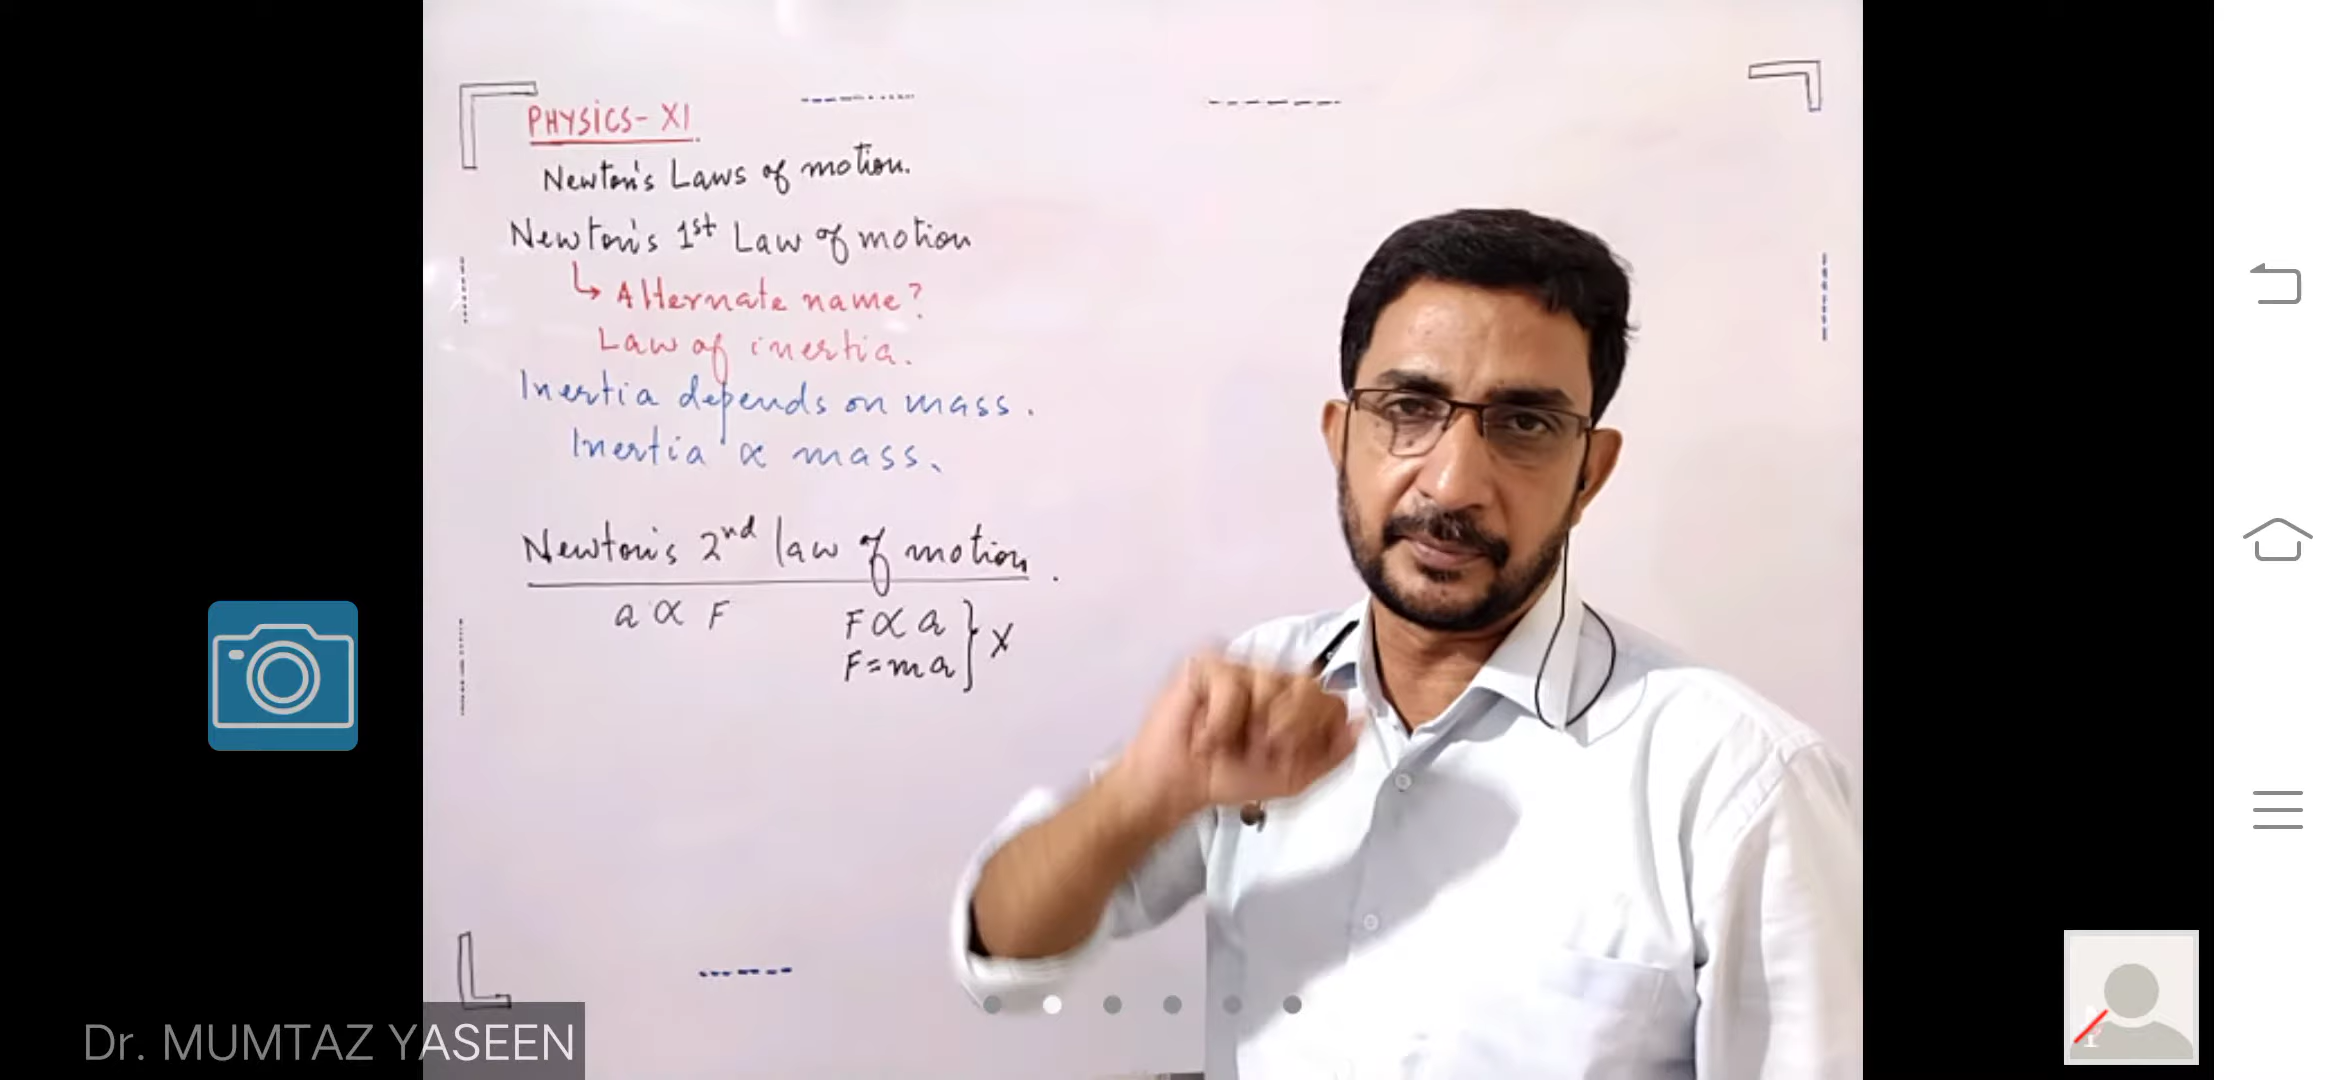 PHYSICS - XI
Newton's Laws of motion.
Newton's 1st Law of motion
↳ Alternate name?
Law of inertia.
Inertia depends on mass.
Inertia ∝ mass.
Newton's 2nd law of motion.
a ∝ F
F ∝ a
F = ma } X
Dr. MUMTAZ YASEEN